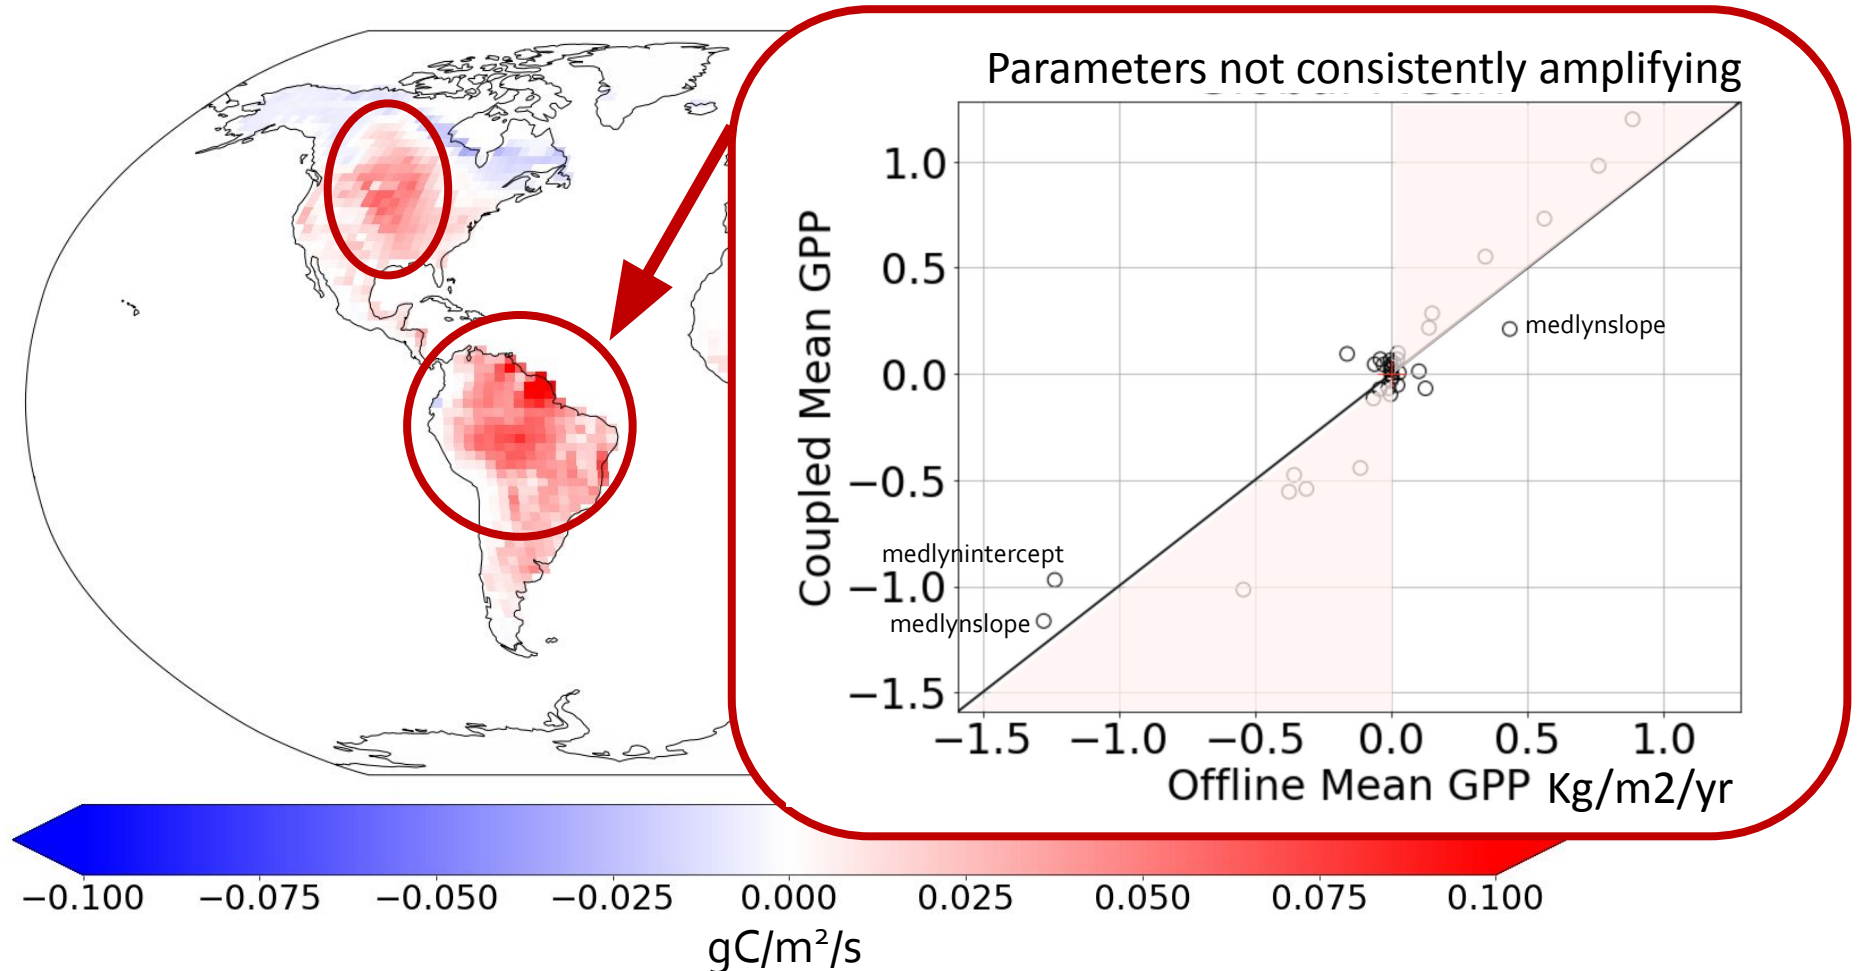 Parameters not consistently amplifying
Coupled Mean GPP
1.0
0.5
0.0
−0.5
−1.0
−1.5
medlynslope
medlynintercept
medlynslope
−1.5 −1.0 −0.5 0.0 0.5 1.0
Offline Mean GPP Kg/m2/yr
−0.100 −0.075 −0.050 −0.025 0.000 0.025 0.050 0.075 0.100
gC/m²/s